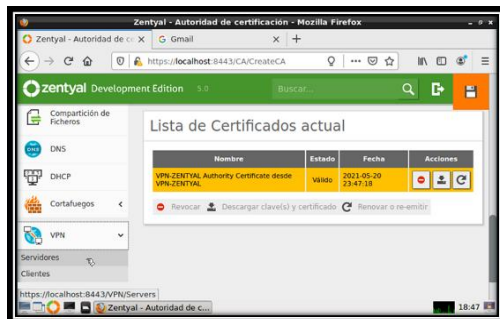 Zentyal - Autoridad de certificación - Mozilla Firefox
Zentyal - Autoridad de ce
Gmail
https://localhost:8443/CA/CreateCA
zentyal Development Edition 5.0
Buscar...
Compartición de
Ficheros
DNS
DHCP
Cortafuegos
VPN
Servidores
Clientes
Lista de Certificados actual
Nombre Estado Fecha Acciones
VPN-ZENTYAL Authority Certificate desde
VPN-ZENTYAL
Válido
2021-05-20
23:47:18
Revocar Descargar clave(s) y certificado Renovar o re-emitir
https://localhost:8443/VPN/Servers
Zentyal - Autoridad de c...
18:47